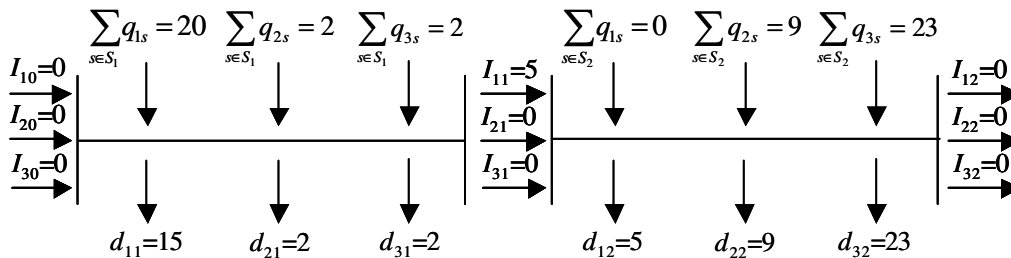 ∑_{s∈S₁} q₁ₛ = 20 ∑_{s∈S₁} q₂ₛ = 2 ∑_{s∈S₁} q₃ₛ = 2 ∑_{s∈S₂} q₁ₛ = 0 ∑_{s∈S₂} q₂ₛ = 9 ∑_{s∈S₂} q₃ₛ = 23
I₁₀=0 I₁₁=5 I₁₂=0
I₂₀=0 I₂₁=0 I₂₂=0
I₃₀=0 I₃₁=0 I₃₂=0
d₁₁=15 d₂₁=2 d₃₁=2 d₁₂=5 d₂₂=9 d₃₂=23